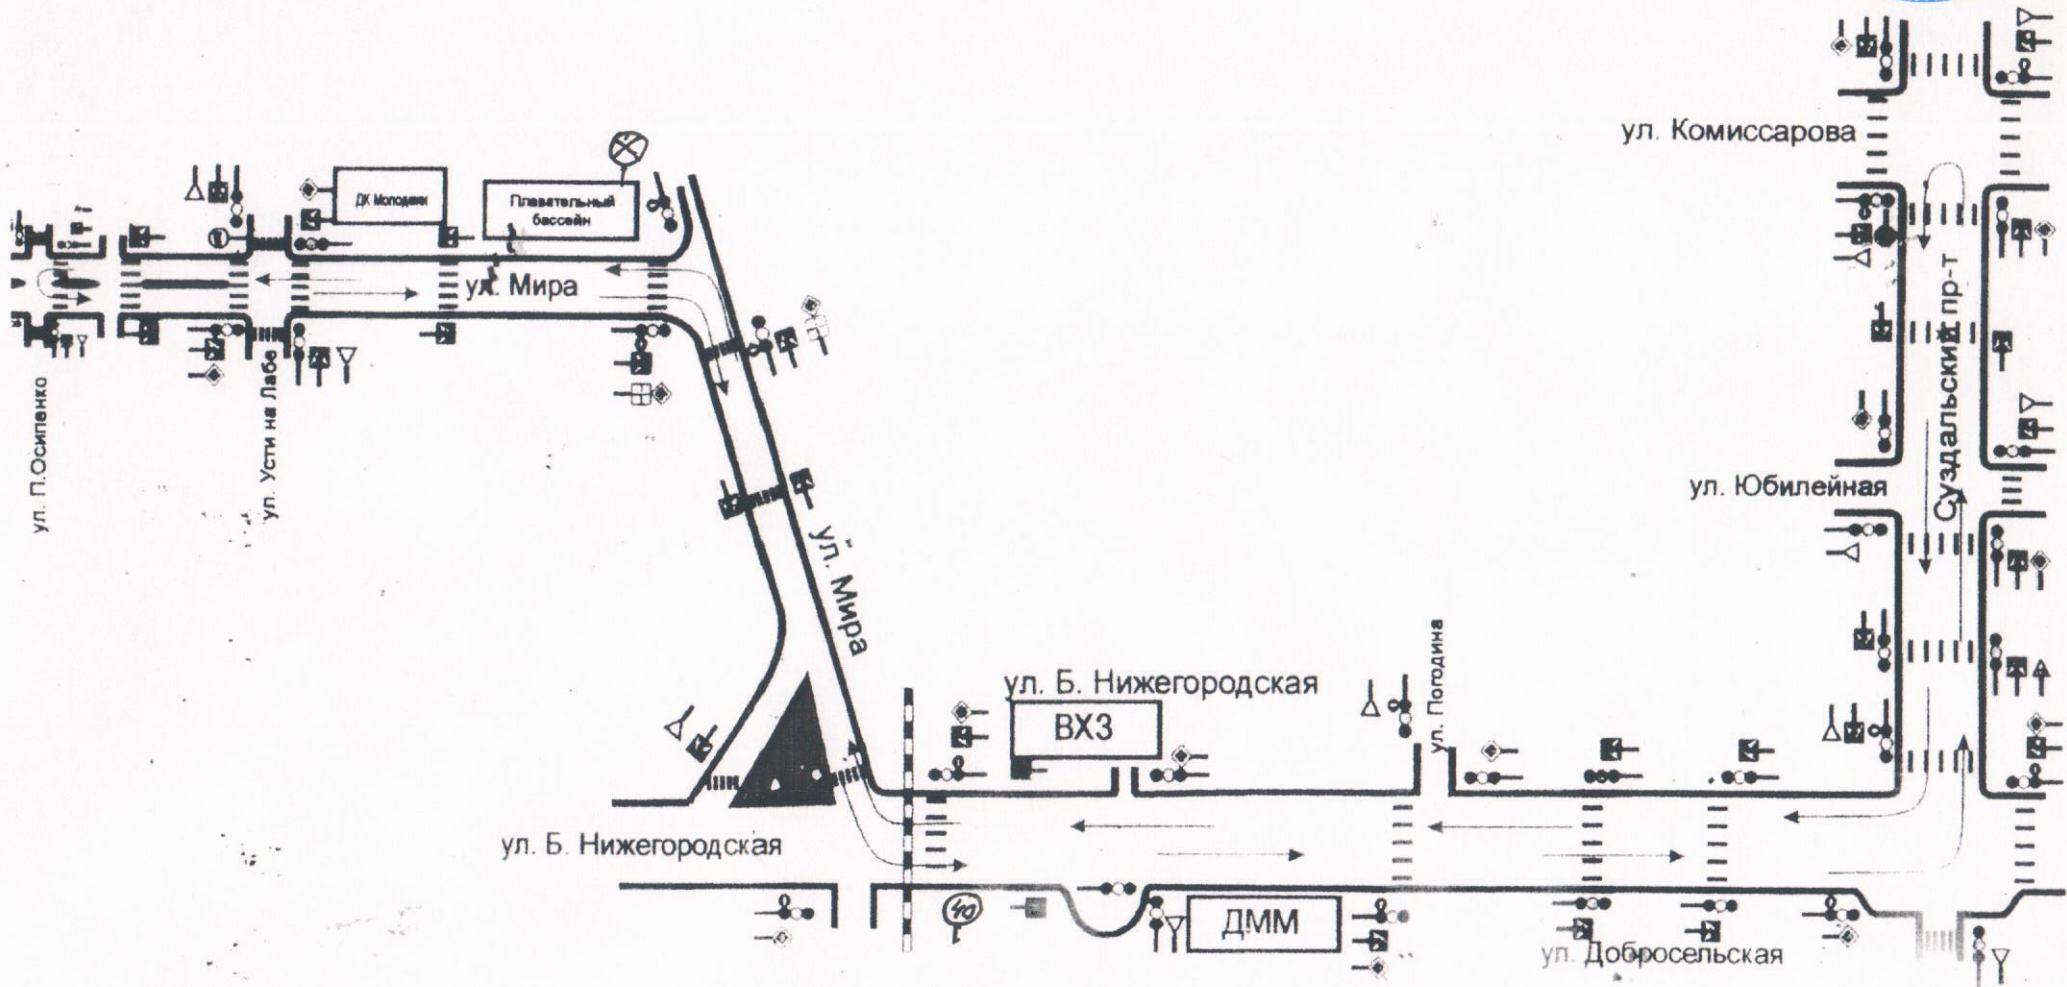 ул. Комиссарова
ДК Молодежи
Плавательный
бассейн
ул. Мира
ул. П.Осипенко
ул. Усти на Лабе
Суздальский пр-т
ул. Юбилейная
ул. Мира
ул. Погодина
ул. Б. Нижегородская
ВХЗ
ул. Б. Нижегородская
40
ДММ
ул. Добросельская